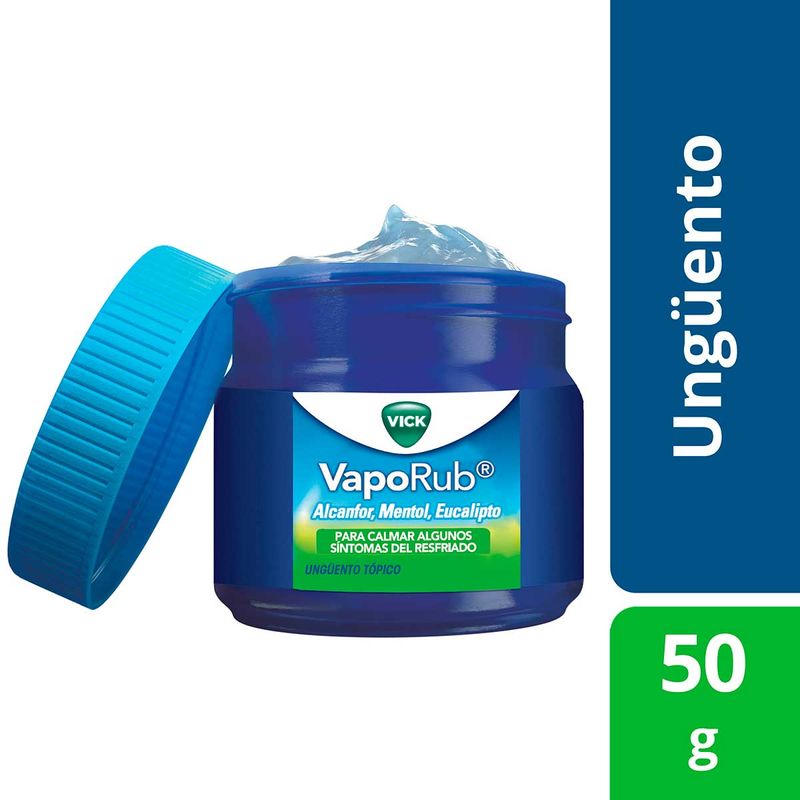 VICK
VapoRub®
Alcanfor, Mentol, Eucalipto
PARA CALMAR ALGUNOS
SÍNTOMAS DEL RESFRIADO
UNGÜENTO TÓPICO
Ungüento
50
g